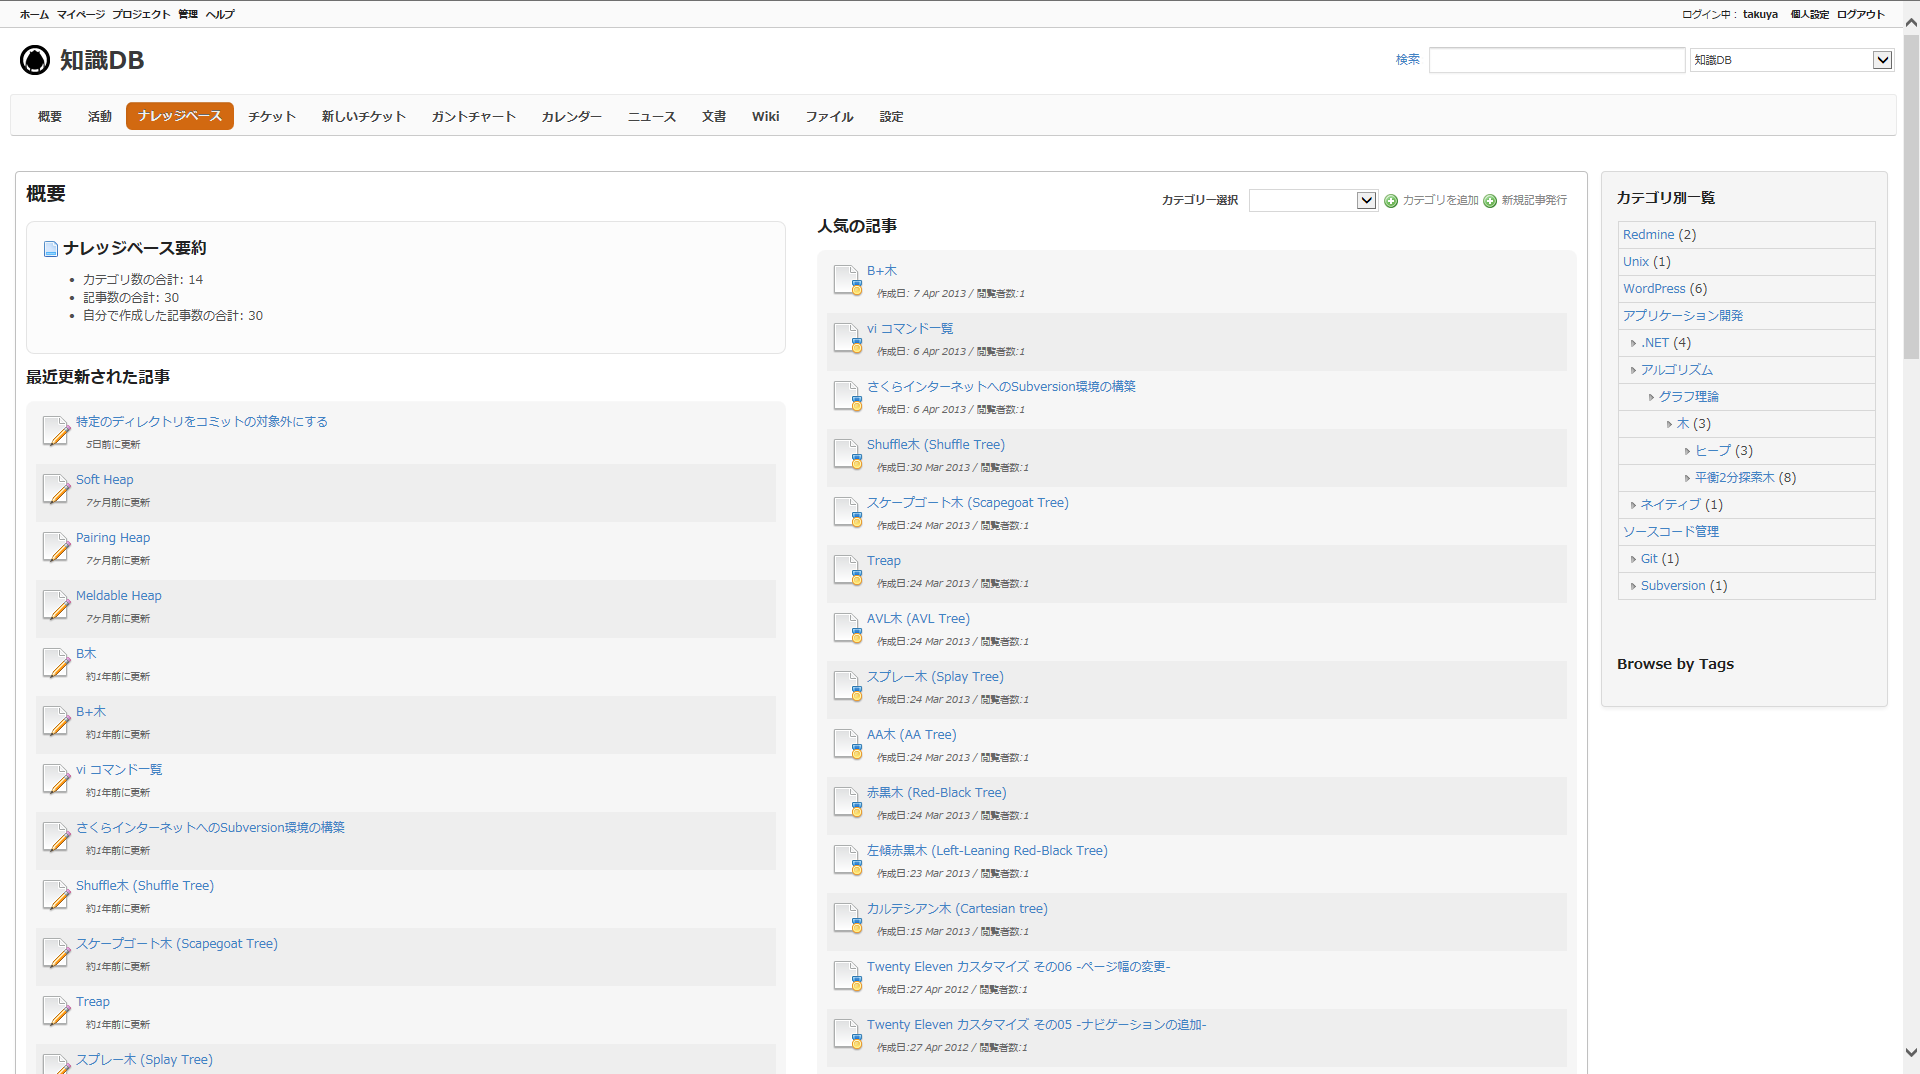 ホーム マイページ プロジェクト 管理 ヘルプ
ログイン中： takuya 個人設定 ログアウト
知識DB
検索 知識DB
概要 活動 ナレッジベース チケット 新しいチケット ガントチャート カレンダー ニュース 文書 Wiki ファイル 設定
概要
カテゴリー選択 カテゴリを追加 新規記事発行
ナレッジベース要約
カテゴリ数の合計: 14
記事数の合計: 30
自分で作成した記事数の合計: 30
最近更新された記事
特定のディレクトリをコミットの対象外にする
5日前に更新
Soft Heap
7ケ月前に更新
Pairing Heap
7ケ月前に更新
Meldable Heap
7ケ月前に更新
B木
約1年前に更新
B+木
約1年前に更新
vi コマンド一覧
約1年前に更新
さくらインターネットへのSubversion環境の構築
約1年前に更新
Shuffle木 (Shuffle Tree)
約1年前に更新
スケープゴート木 (Scapegoat Tree)
約1年前に更新
Treap
約1年前に更新
スプレー木 (Splay Tree)
人気の記事
B+木
作成日: 7 Apr 2013 / 閲覧者数:1
vi コマンド一覧
作成日: 6 Apr 2013 / 閲覧者数:1
さくらインターネットへのSubversion環境の構築
作成日: 6 Apr 2013 / 閲覧者数:1
Shuffle木 (Shuffle Tree)
作成日:30 Mar 2013 / 閲覧者数:1
スケープゴート木 (Scapegoat Tree)
作成日:24 Mar 2013 / 閲覧者数:1
Treap
作成日:24 Mar 2013 / 閲覧者数:1
AVL木 (AVL Tree)
作成日:24 Mar 2013 / 閲覧者数:1
スプレー木 (Splay Tree)
作成日:24 Mar 2013 / 閲覧者数:1
AA木 (AA Tree)
作成日:24 Mar 2013 / 閲覧者数:1
赤黒木 (Red-Black Tree)
作成日:24 Mar 2013 / 閲覧者数:1
左傾赤黒木 (Left-Leaning Red-Black Tree)
作成日:23 Mar 2013 / 閲覧者数:1
カルテシアン木 (Cartesian tree)
作成日:15 Mar 2013 / 閲覧者数:1
Twenty Eleven カスタマイズ その06 -ページ幅の変更-
作成日:27 Apr 2012 / 閲覧者数:1
Twenty Eleven カスタマイズ その05 -ナビゲーションの追加-
作成日:27 Apr 2012 / 閲覧者数:1
カテゴリ別一覧
Redmine (2)
Unix (1)
WordPress (6)
アプリケーション開発
.NET (4)
アルゴリズム
グラフ理論
木 (3)
ヒープ (3)
平衡2分探索木 (8)
ネイティブ (1)
ソースコード管理
Git (1)
Subversion (1)
Browse by Tags